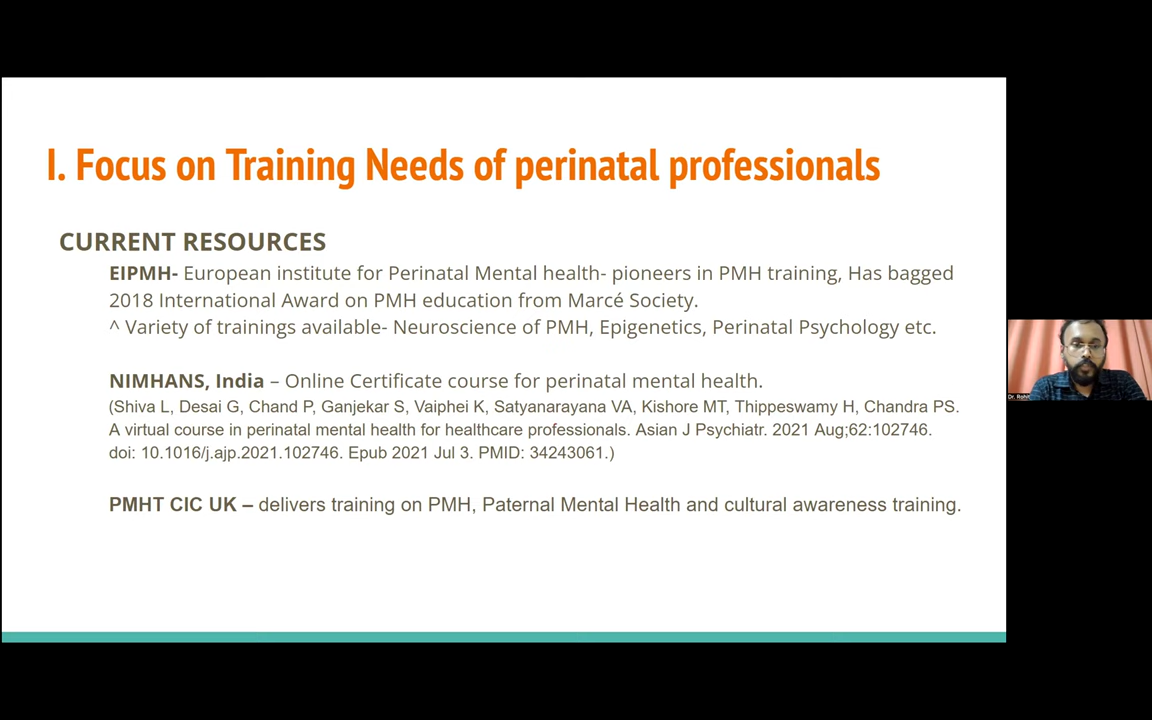 I. Focus on Training Needs of perinatal professionals
CURRENT RESOURCES
EIPMH- European institute for Perinatal Mental health- pioneers in PMH training, Has bagged
2018 International Award on PMH education from Marcé Society.
^ Variety of trainings available- Neuroscience of PMH, Epigenetics, Perinatal Psychology etc.
NIMHANS, India – Online Certificate course for perinatal mental health.
(Shiva L, Desai G, Chand P, Ganjekar S, Vaiphei K, Satyanarayana VA, Kishore MT, Thippeswamy H, Chandra PS.
A virtual course in perinatal mental health for healthcare professionals. Asian J Psychiatr. 2021 Aug;62:102746.
doi: 10.1016/j.ajp.2021.102746. Epub 2021 Jul 3. PMID: 34243061.)
PMHT CIC UK – delivers training on PMH, Paternal Mental Health and cultural awareness training.
Dr.